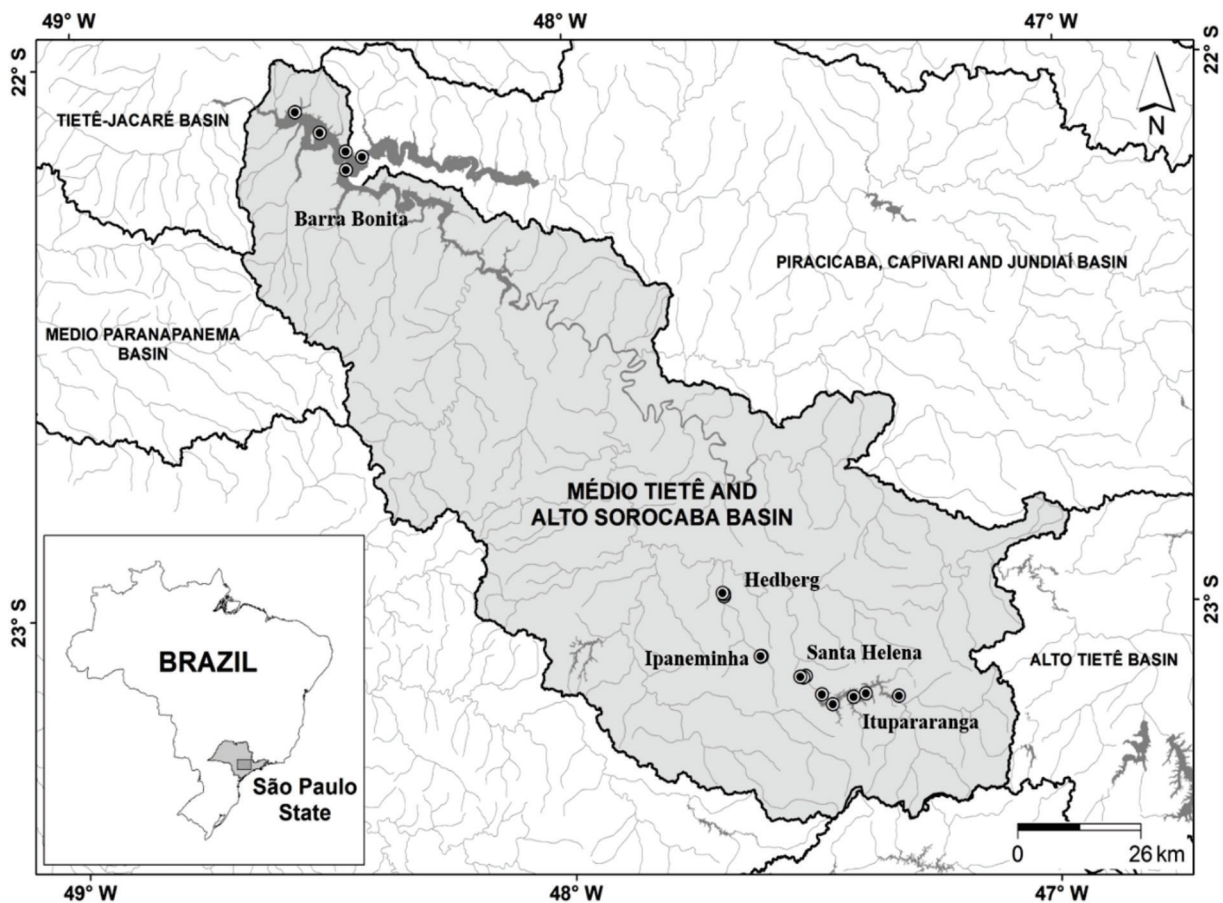 49° W
48° W
47° W
22° S
22° S
N
TIETÊ-JACARÉ BASIN
Barra Bonita
PIRACICABA, CAPIVARI AND JUNDIAÍ BASIN
MEDIO PARANAPANEMA
BASIN
MÉDIO TIETÊ AND
ALTO SOROCABA BASIN
Hedberg
23° S
23° S
Ipaneminha
Santa Helena
ALTO TIETÊ BASIN
Itupararanga
BRAZIL
São Paulo
State
0
26 km
49° W
48° W
47° W